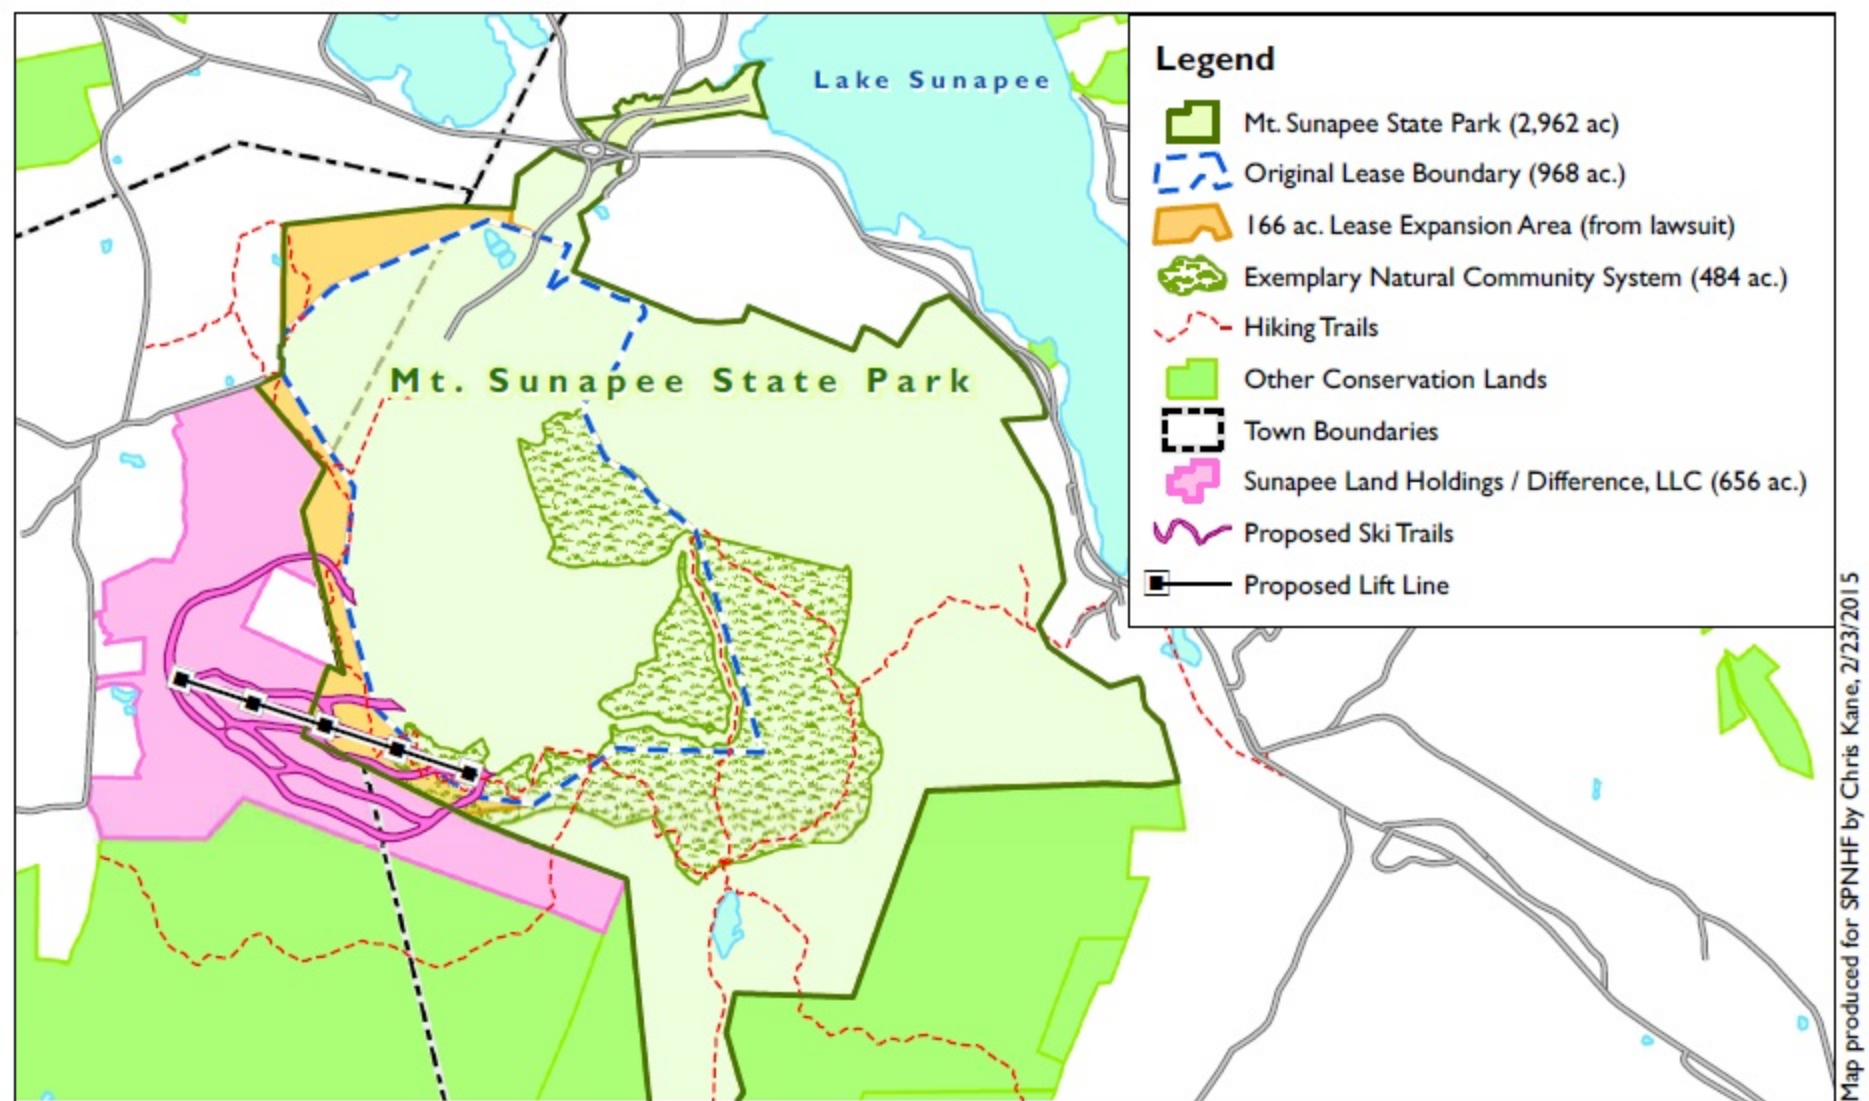 Lake Sunapee
Mt. Sunapee State Park
Legend
Mt. Sunapee State Park (2,962 ac)
Original Lease Boundary (968 ac.)
166 ac. Lease Expansion Area (from lawsuit)
Exemplary Natural Community System (484 ac.)
Hiking Trails
Other Conservation Lands
Town Boundaries
Sunapee Land Holdings / Difference, LLC (656 ac.)
Proposed Ski Trails
Proposed Lift Line
Map produced for SPNHF by Chris Kane, 2/23/2015